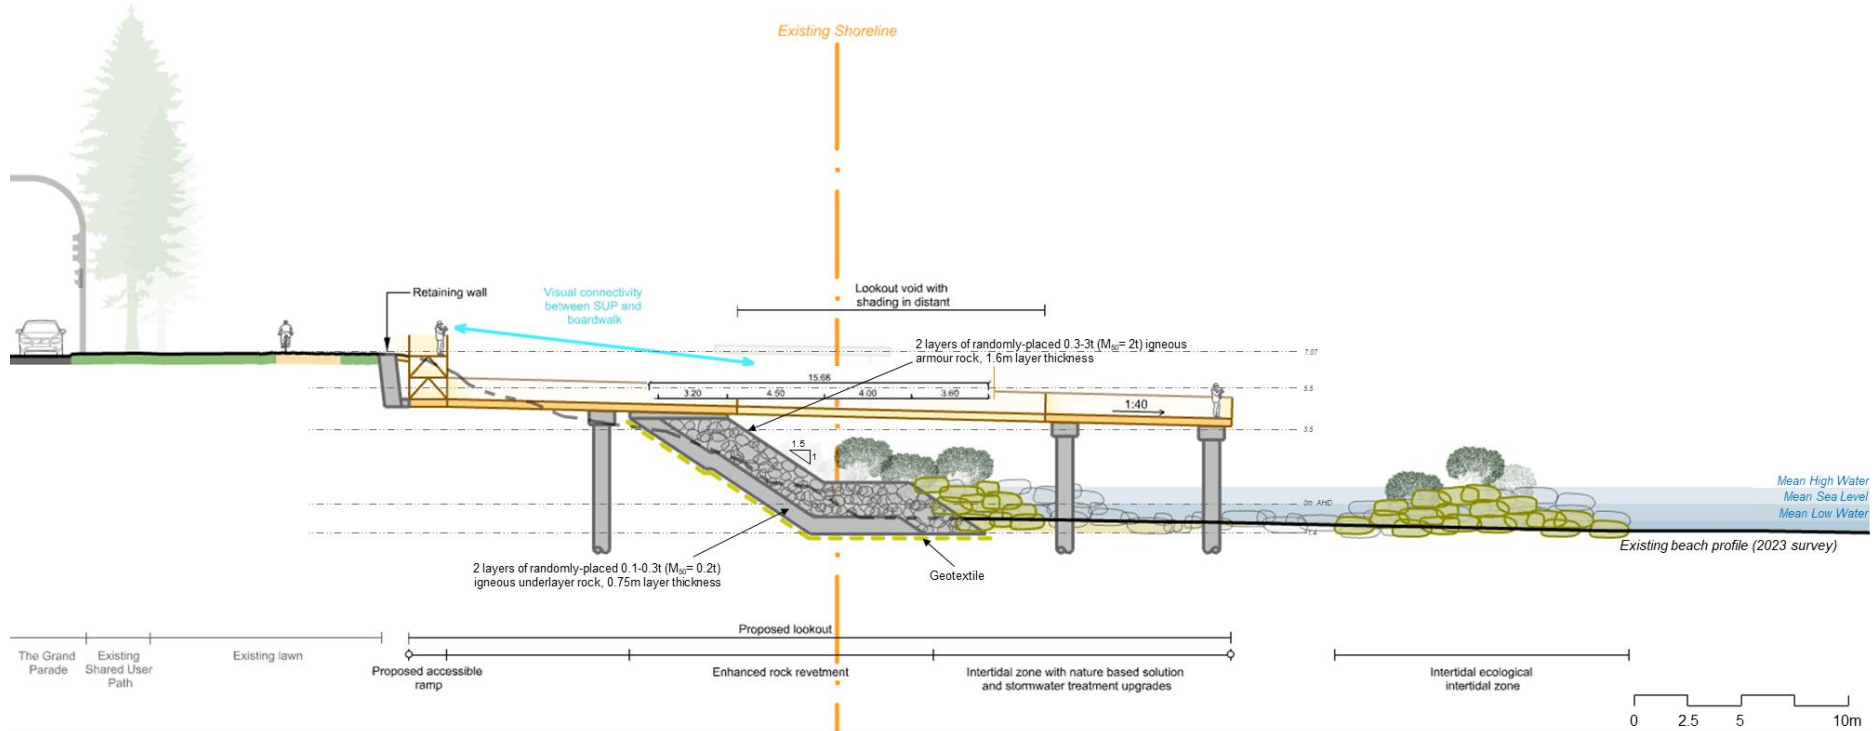 Existing Shoreline
Retaining wall
Visual connectivity
between SUP and
boardwalk
Lookout void with
shading in distant
2 layers of randomly-placed 0.3-3t (M₅₀= 2t) igneous
armour rock, 1.6m layer thickness
7.07
15.66
5.5
3.20
4.50
4.00
3.60
1:40
3.5
1.5
1
Mean High Water
Mean Sea Level
Mean Low Water
0m AHD
Existing beach profile (2023 survey)
2 layers of randomly-placed 0.1-0.3t (M₅₀= 0.2t)
igneous underlayer rock, 0.75m layer thickness
Geotextile
Proposed lookout
The Grand
Parade
Existing
Shared User
Path
Existing lawn
Proposed accessible
ramp
Enhanced rock revetment
Intertidal zone with nature based solution
and stormwater treatment upgrades
Intertidal ecological
intertidal zone
0
2.5
5
10m